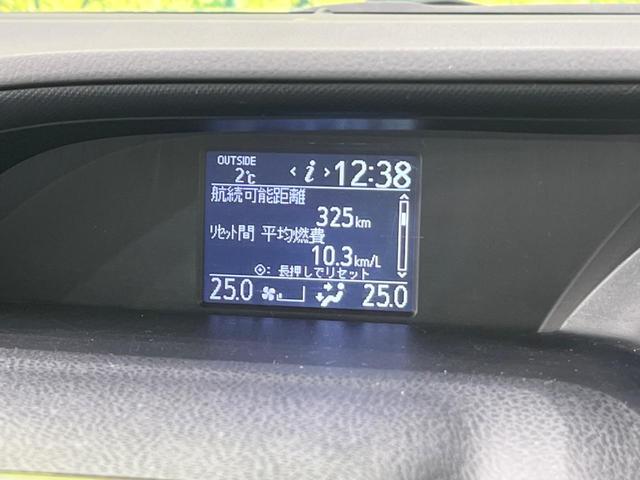 OUTSIDE
2℃
‹ i › 12:38
航続可能距離
325km
ﾘｾｯﾄ間 平均燃費
10.3km/L
: 長押しでリセット
25.0 25.0